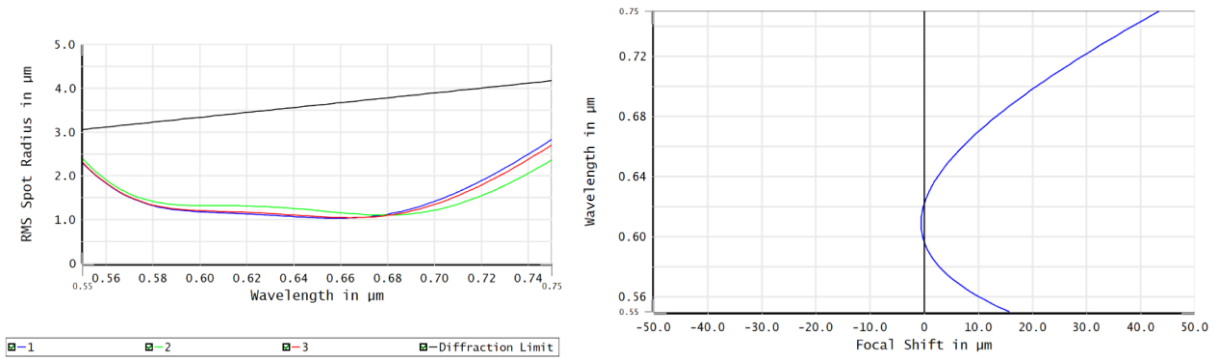 5.0
4.0
3.0
2.0
1.0
0
RMS Spot Radius in µm
0.55 0.56 0.58 0.60 0.62 0.64 0.66 0.68 0.70 0.72 0.74 0.75
Wavelength in µm
1 2 3 Diffraction Limit
0.75
0.72
0.68
0.64
0.60
0.56
0.55
Wavelength in µm
-50.0 -40.0 -30.0 -20.0 -10.0 0 10.0 20.0 30.0 40.0 50.0
Focal Shift in µm